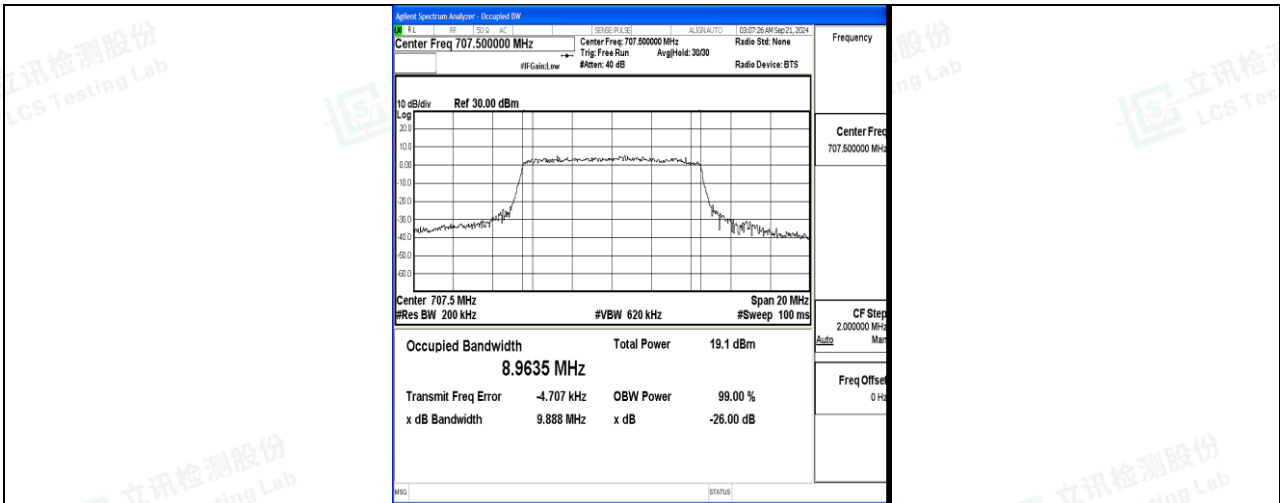 Agilent Spectrum Analyzer - Occupied BW
RL RF 50 Ω AC SENSE:PULSE ALIGN AUTO 03:07:26 AM Sep 21, 2024
Center Freq 707.500000 MHz
Center Freq: 707.500000 MHz
Radio Std: None
Trig: Free Run Avg|Hold: 30/30
#IFGain:Low #Atten: 40 dB Radio Device: BTS
Frequency
10 dB/div Ref 30.00 dBm
Log
20.0
10.0
0.00
-10.0
-20.0
-30.0
-40.0
-50.0
-60.0
Center 707.5 MHz Span 20 MHz
#Res BW 200 kHz #VBW 620 kHz #Sweep 100 ms
Occupied Bandwidth Total Power 19.1 dBm
8.9635 MHz
Transmit Freq Error -4.707 kHz OBW Power 99.00 %
x dB Bandwidth 9.888 MHz x dB -26.00 dB
Center Freq
707.500000 MHz
CF Step
2.000000 MHz
Auto Man
Freq Offset
0 Hz
MSG STATUS
立讯检测股份
LCS Testing Lab